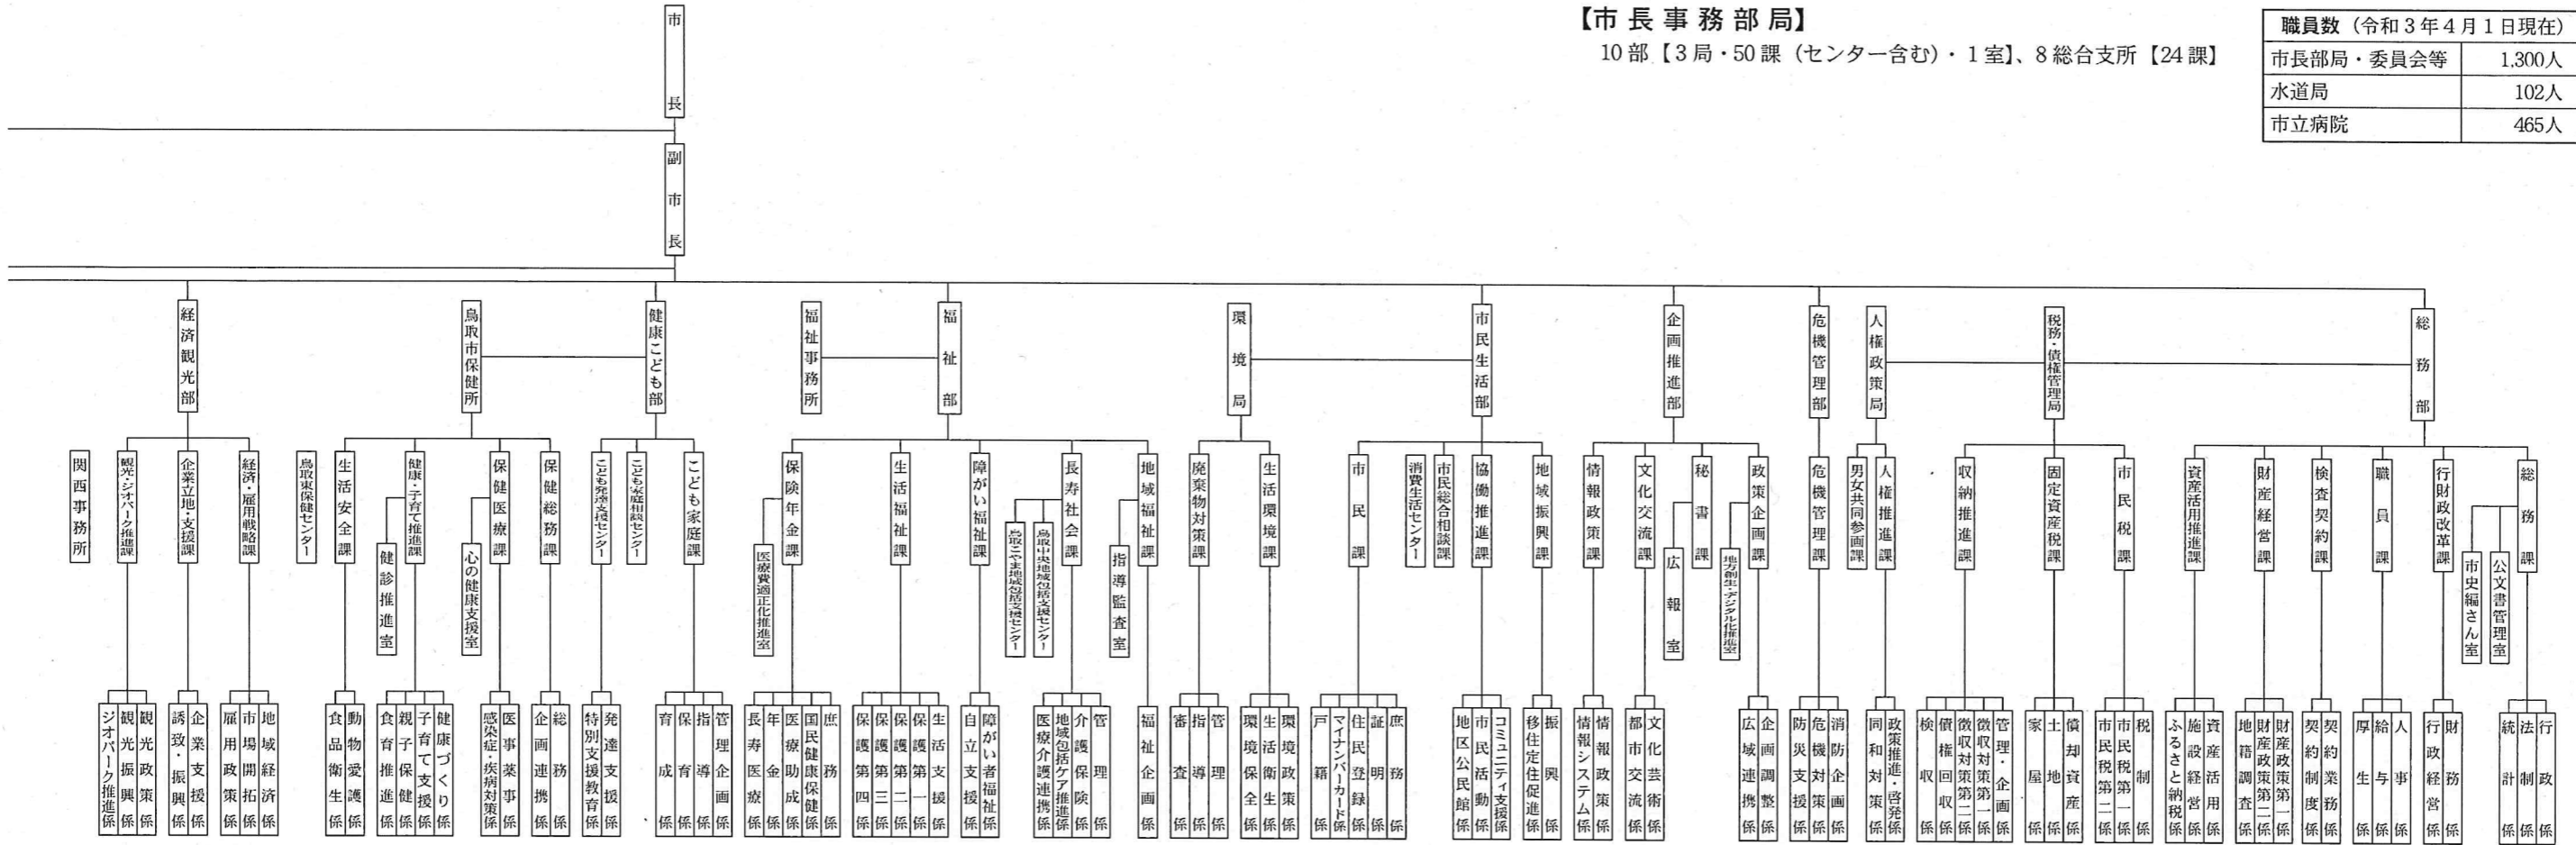 【市長事務部局】
10部【3局・50課（センター含む）・1室】、8総合支所【24課】
職員数（令和3年4月1日現在）
市長部局・委員会等 1,300人
水道局 102人
市立病院 465人
市長
副市長
総務部
税務・債権管理局
人権政策局
危機管理部
企画推進部
市民生活部
環境局
福祉部
福祉事務所
健康こども部
鳥取市保健所
経済観光部
総務課
公文書管理室
市史編さん室
行財政改革課
職員課
検査契約課
財産経営課
資産活用推進課
市民税課
固定資産税課
収納推進課
人権推進課
男女共同参画課
危機管理課
政策企画課
地方創生・デジタル化推進室
秘書課
広報室
文化交流課
情報政策課
地域振興課
協働推進課
市民総合相談課
消費生活センター
市民課
生活環境課
廃棄物対策課
地域福祉課
指導監査室
長寿社会課
鳥取中央地域包括支援センター
鳥取こやま地域包括支援センター
障がい福祉課
生活福祉課
保険年金課
医療費適正化推進室
こども家庭課
こども家庭相談センター
こども発達支援センター
保健総務課
保健医療課
心の健康支援室
健康・子育て推進課
健診推進室
生活安全課
鳥取東保健センター
経済・雇用戦略課
企業立地・支援課
観光・ジオパーク推進課
関西事務所
行政係
法制係
統計係
財務係
行政経営係
人事係
給与係
厚生係
契約業務係
契約制度係
財産政策第一係
財産政策第二係
地籍調査係
資産活用係
施設経営係
ふるさと納税係
税制係
市民税第一係
市民税第二係
償却資産係
土地係
家屋係
管理・企画係
徴収対策第一係
徴収対策第二係
債権回収係
検収係
政策推進・啓発係
同和対策係
消防企画係
危機対策係
防災支援係
企画調整係
広域連携係
文化芸術係
都市交流係
情報政策係
情報システム係
振興係
移住定住促進係
コミュニティ支援係
市民活動係
地区公民館係
庶務係
証明係
住民登録係
マイナンバーカード係
戸籍係
環境政策係
生活衛生係
環境保全係
管理係
指導係
審査係
福祉企画係
管理係
介護保険係
地域包括ケア推進係
医療介護連携係
障がい者福祉係
自立支援係
生活支援係
保護第一係
保護第二係
保護第三係
保護第四係
庶務係
国民健康保険係
医療助成係
年金係
長寿医療係
管理企画係
指導係
保育係
育成係
発達支援係
特別支援教育係
総務係
企画連携係
医事薬事係
感染症・疾病対策係
健康づくり係
子育て支援係
親子保健係
食育推進係
動物愛護係
食品衛生係
地域経済係
市場開拓係
雇用政策係
企業支援係
誘致・振興係
観光政策係
観光振興係
ジオパーク推進係